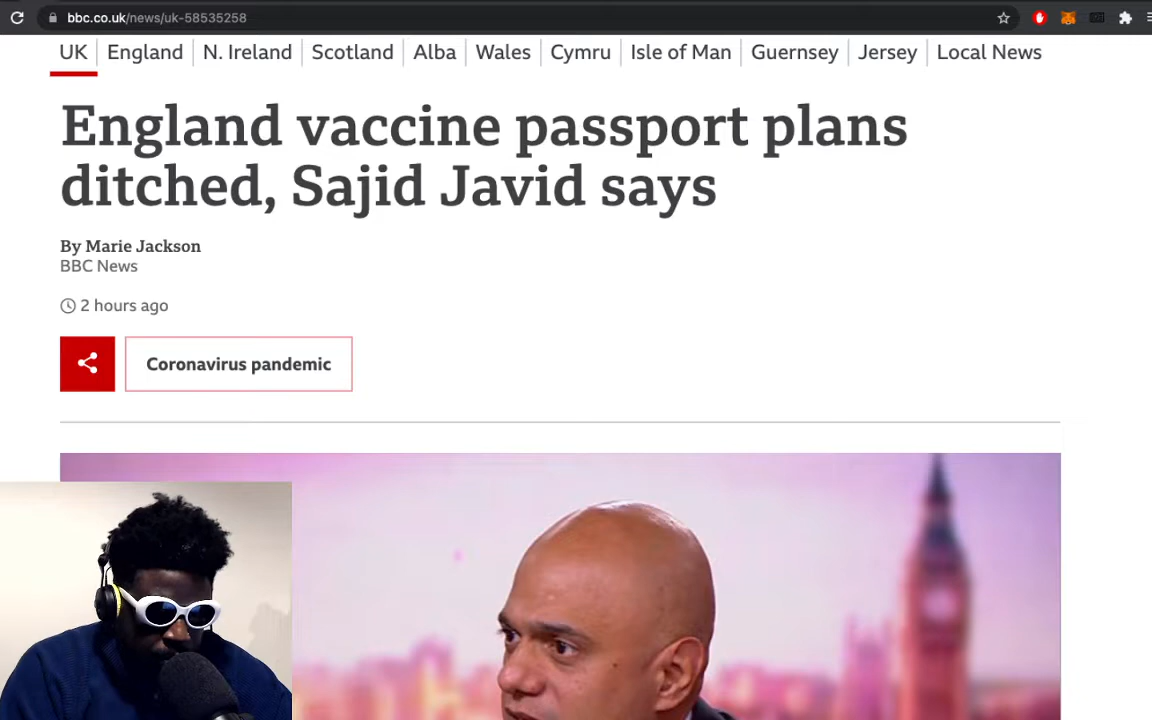 bbc.co.uk/news/uk-58535258
UK England N. Ireland Scotland Alba Wales Cymru Isle of Man Guernsey Jersey Local News
England vaccine passport plans
ditched, Sajid Javid says
By Marie Jackson
BBC News
2 hours ago
Coronavirus pandemic